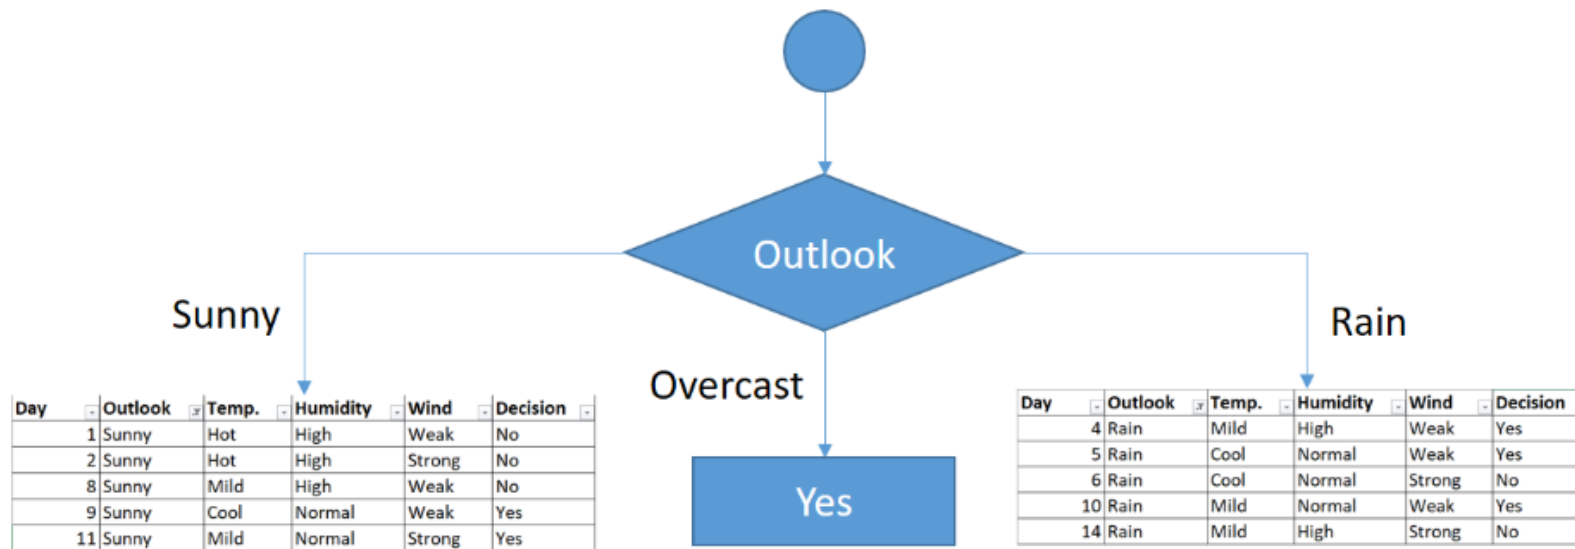 Outlook
Sunny
Rain
Overcast
Day Outlook Temp. Humidity Wind Decision
1 Sunny Hot High Weak No
2 Sunny Hot High Strong No
8 Sunny Mild High Weak No
9 Sunny Cool Normal Weak Yes
11 Sunny Mild Normal Strong Yes
Yes
Day Outlook Temp. Humidity Wind Decision
4 Rain Mild High Weak Yes
5 Rain Cool Normal Weak Yes
6 Rain Cool Normal Strong No
10 Rain Mild Normal Weak Yes
14 Rain Mild High Strong No